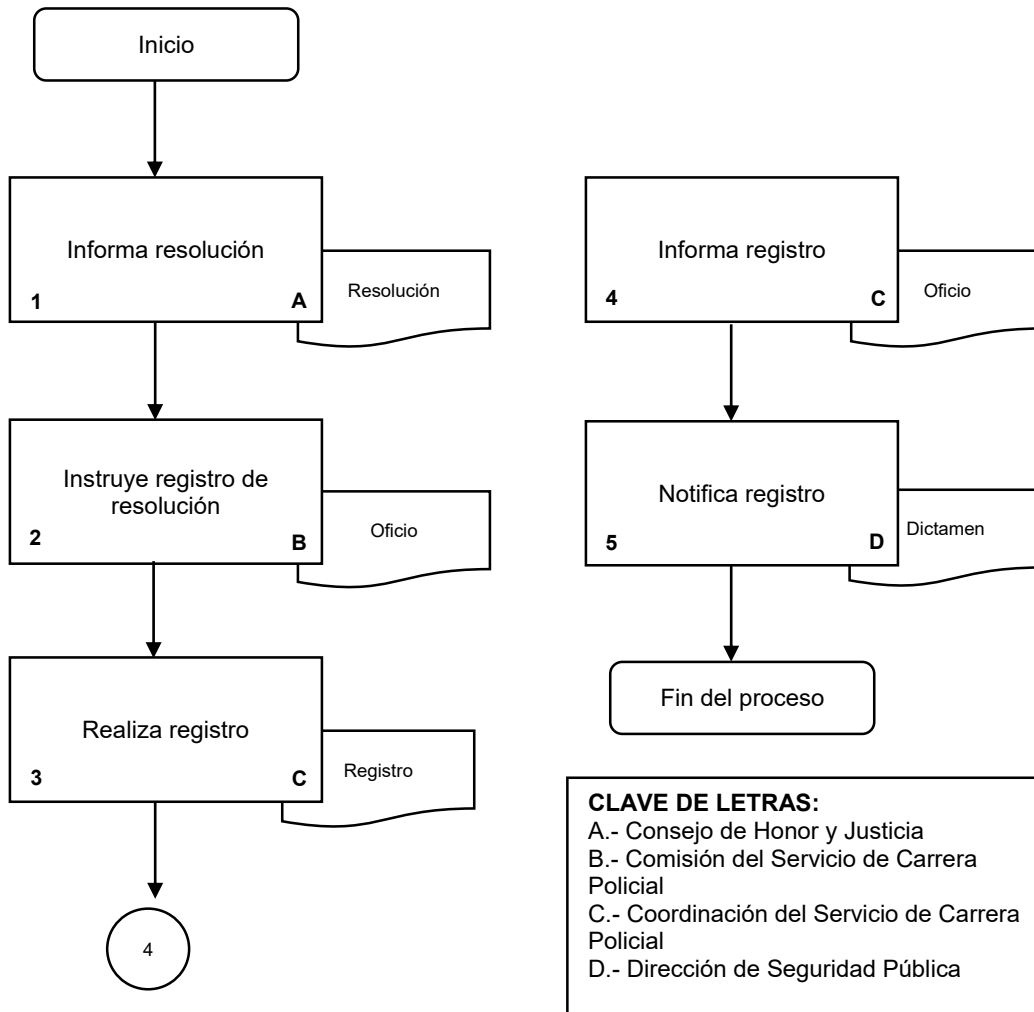 Inicio
Informa resolución
1
A
Resolución
Instruye registro de
resolución
2
B
Oficio
Realiza registro
3
C
Registro
4
Informa registro
4
C
Oficio
Notifica registro
5
D
Dictamen
Fin del proceso
CLAVE DE LETRAS:
A.- Consejo de Honor y Justicia
B.- Comisión del Servicio de Carrera
Policial
C.- Coordinación del Servicio de Carrera
Policial
D.- Dirección de Seguridad Pública